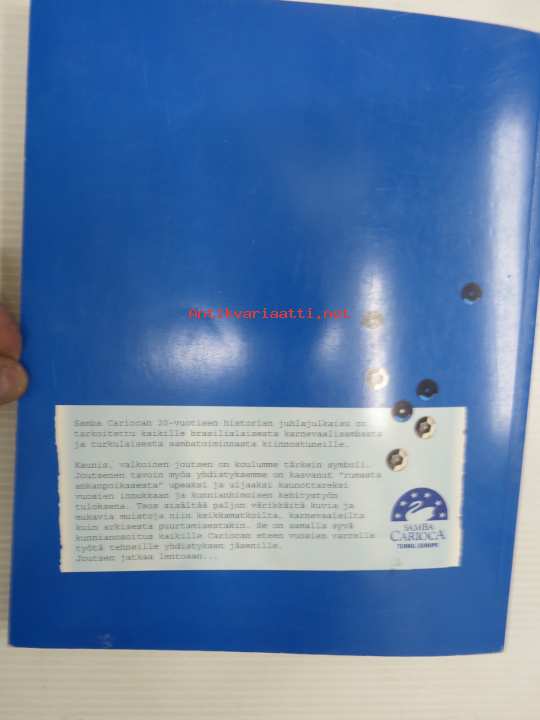 Antikvariaatti.net
Samba Cariocan 20-vuotisen historian juhlajulkaisu on
tarkoitettu kaikille brasilialaisesta karnevaalisambasta
ja turkulaisesta sambatoiminnasta kiinnostuneille.
Kaunis, valkoinen joutsen on koulumme tärkein symboli.
Joutsenen tavoin myös yhdistyksemme on kasvanut "rumasta
ankanpoikasesta" upeaksi ja uljaaksi kaunottareksi
vuosien innokkaan ja kunnianhimoisen kehitystyön
tuloksena. Teos sisältää paljon värikkäitä kuvia ja
mukavia muistoja niin keikkamatkoilta, karnevaaleilta
kuin arkisesta puurtamisestakin. Se on samalla syvä
kunnianosoitus kaikille Cariocan eteen vuosien varrella
työtä tehneille yhdistyksen jäsenille.
Joutsen jatkaa lentoaan...
SAMBA
CARIOCA
TURKU, EUROPE